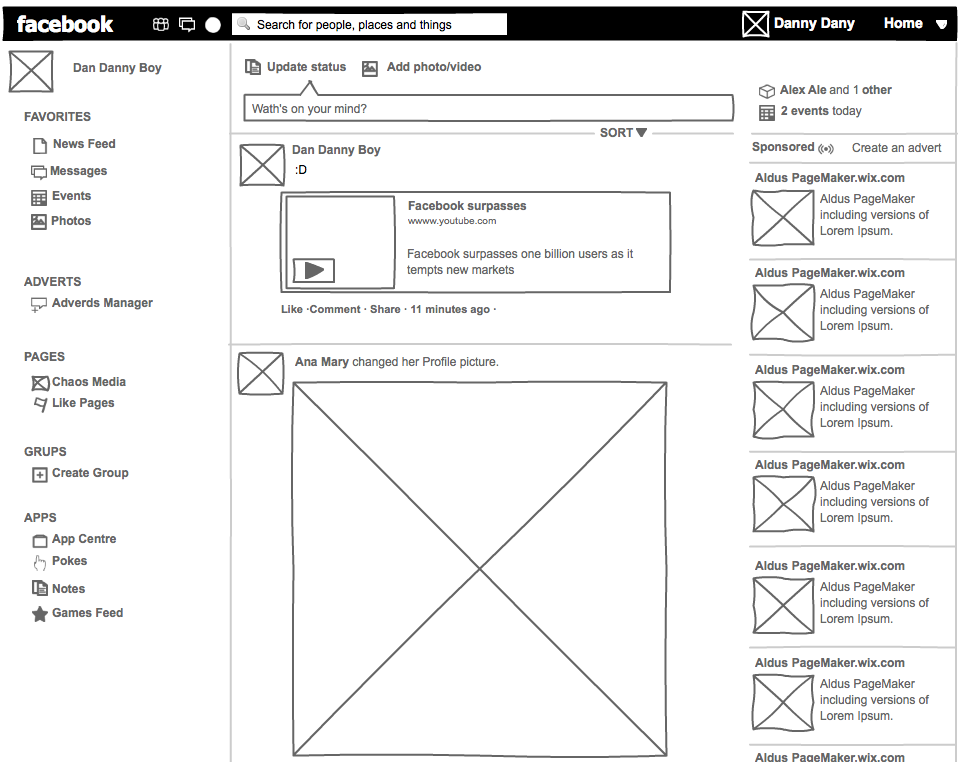 facebook
Search for people, places and things
Danny Dany
Home
Dan Danny Boy
FAVORITES
News Feed
Messages
Events
Photos
ADVERTS
Adverds Manager
PAGES
Chaos Media
Like Pages
GRUPS
Create Group
APPS
App Centre
Pokes
Notes
Games Feed
Update status
Add photo/video
Wath's on your mind?
SORT
Dan Danny Boy
:D
Facebook surpasses
wwww.youtube.com
Facebook surpasses one billion users as it
tempts new markets
Like ·Comment · Share · 11 minutes ago ·
Ana Mary changed her Profile picture.
Alex Ale and 1 other
2 events today
Sponsored
Create an advert
Aldus PageMaker.wix.com
Aldus PageMaker
including versions of
Lorem Ipsum.
Aldus PageMaker.wix.com
Aldus PageMaker
including versions of
Lorem Ipsum.
Aldus PageMaker.wix.com
Aldus PageMaker
including versions of
Lorem Ipsum.
Aldus PageMaker.wix.com
Aldus PageMaker
including versions of
Lorem Ipsum.
Aldus PageMaker.wix.com
Aldus PageMaker
including versions of
Lorem Ipsum.
Aldus PageMaker.wix.com
Aldus PageMaker
including versions of
Lorem Ipsum.
Aldus PageMaker.wix.com